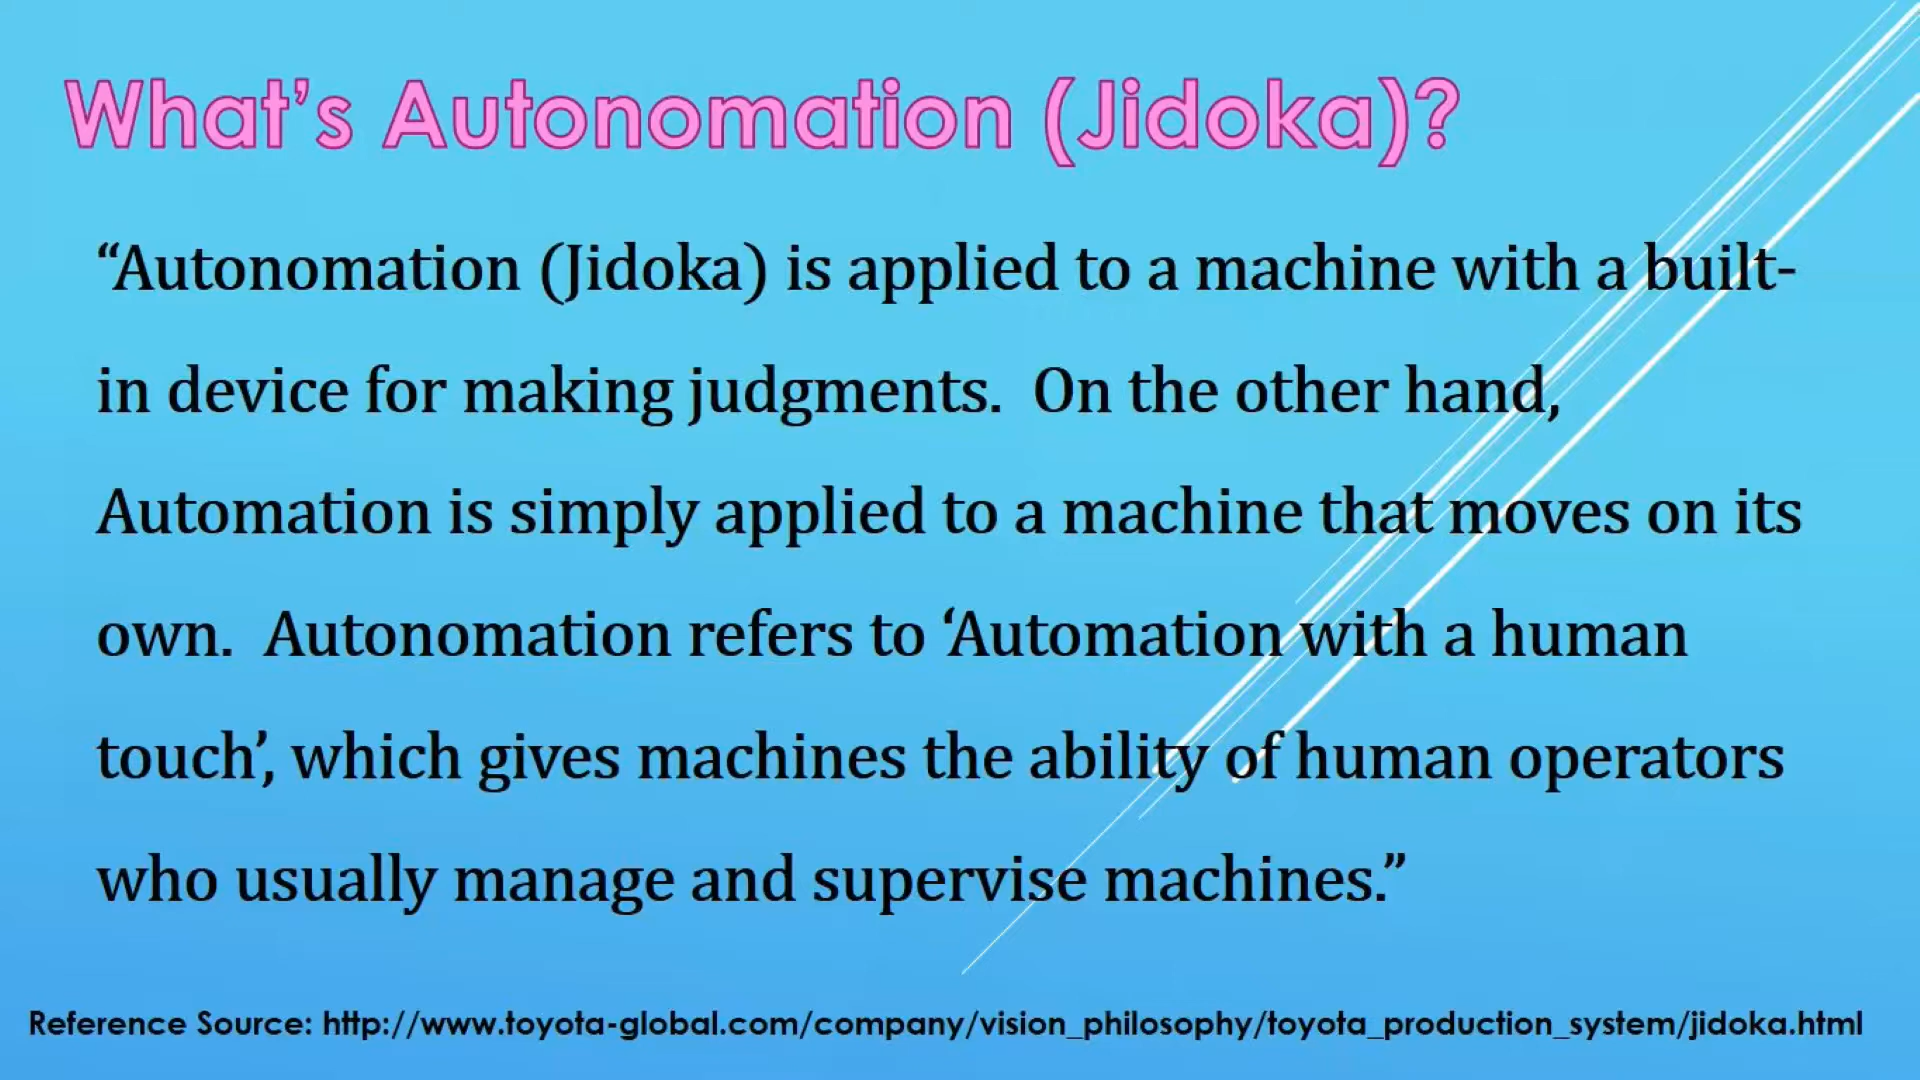 What’s Autonomation (Jidoka)?
“Autonomation (Jidoka) is applied to a machine with a built-
in device for making judgments.  On the other hand,
Automation is simply applied to a machine that moves on its
own.  Autonomation refers to ‘Automation with a human
touch’, which gives machines the ability of human operators
who usually manage and supervise machines.”
Reference Source: http://www.toyota-global.com/company/vision_philosophy/toyota_production_system/jidoka.html